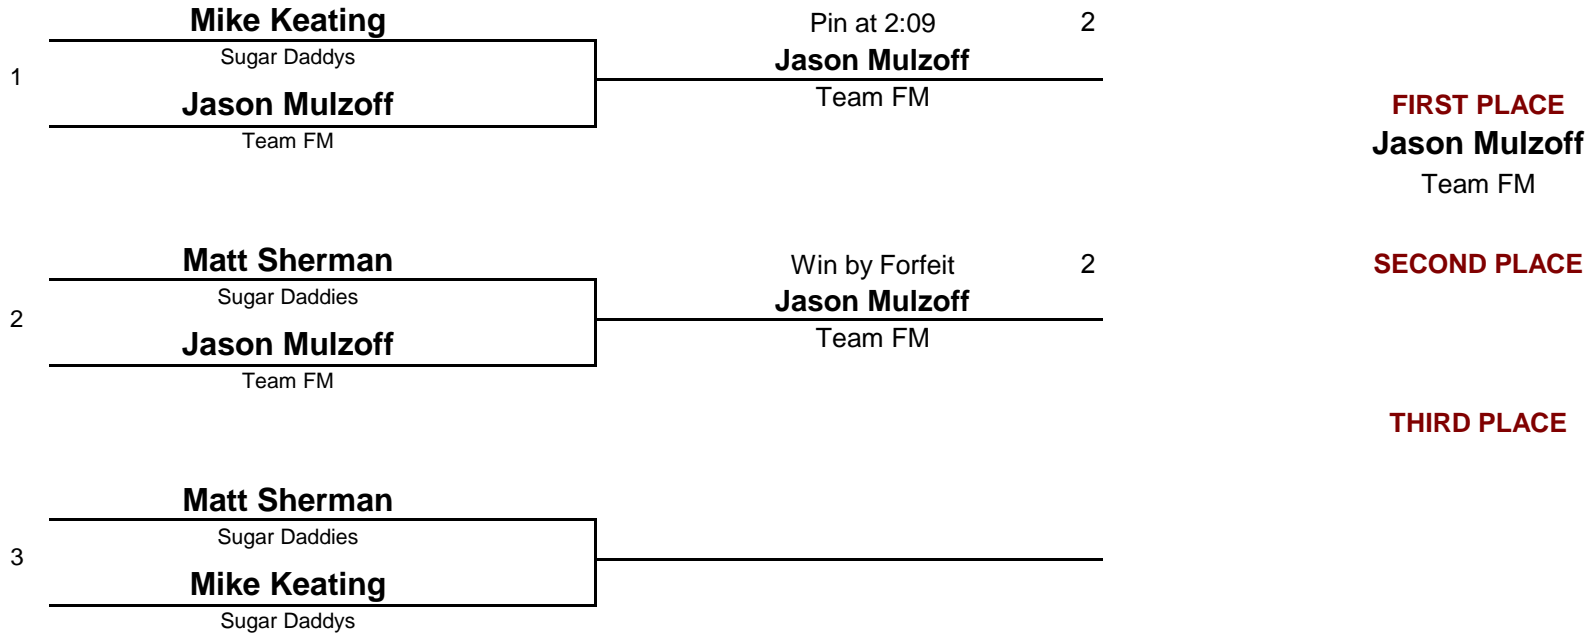 Mike Keating
Sugar Daddys
1
Jason Mulzoff
Team FM
Pin at 2:09
2
Jason Mulzoff
Team FM
FIRST PLACE
Jason Mulzoff
Team FM
Matt Sherman
Sugar Daddies
2
Jason Mulzoff
Team FM
Win by Forfeit
2
Jason Mulzoff
Team FM
SECOND PLACE
THIRD PLACE
Matt Sherman
Sugar Daddies
3
Mike Keating
Sugar Daddys